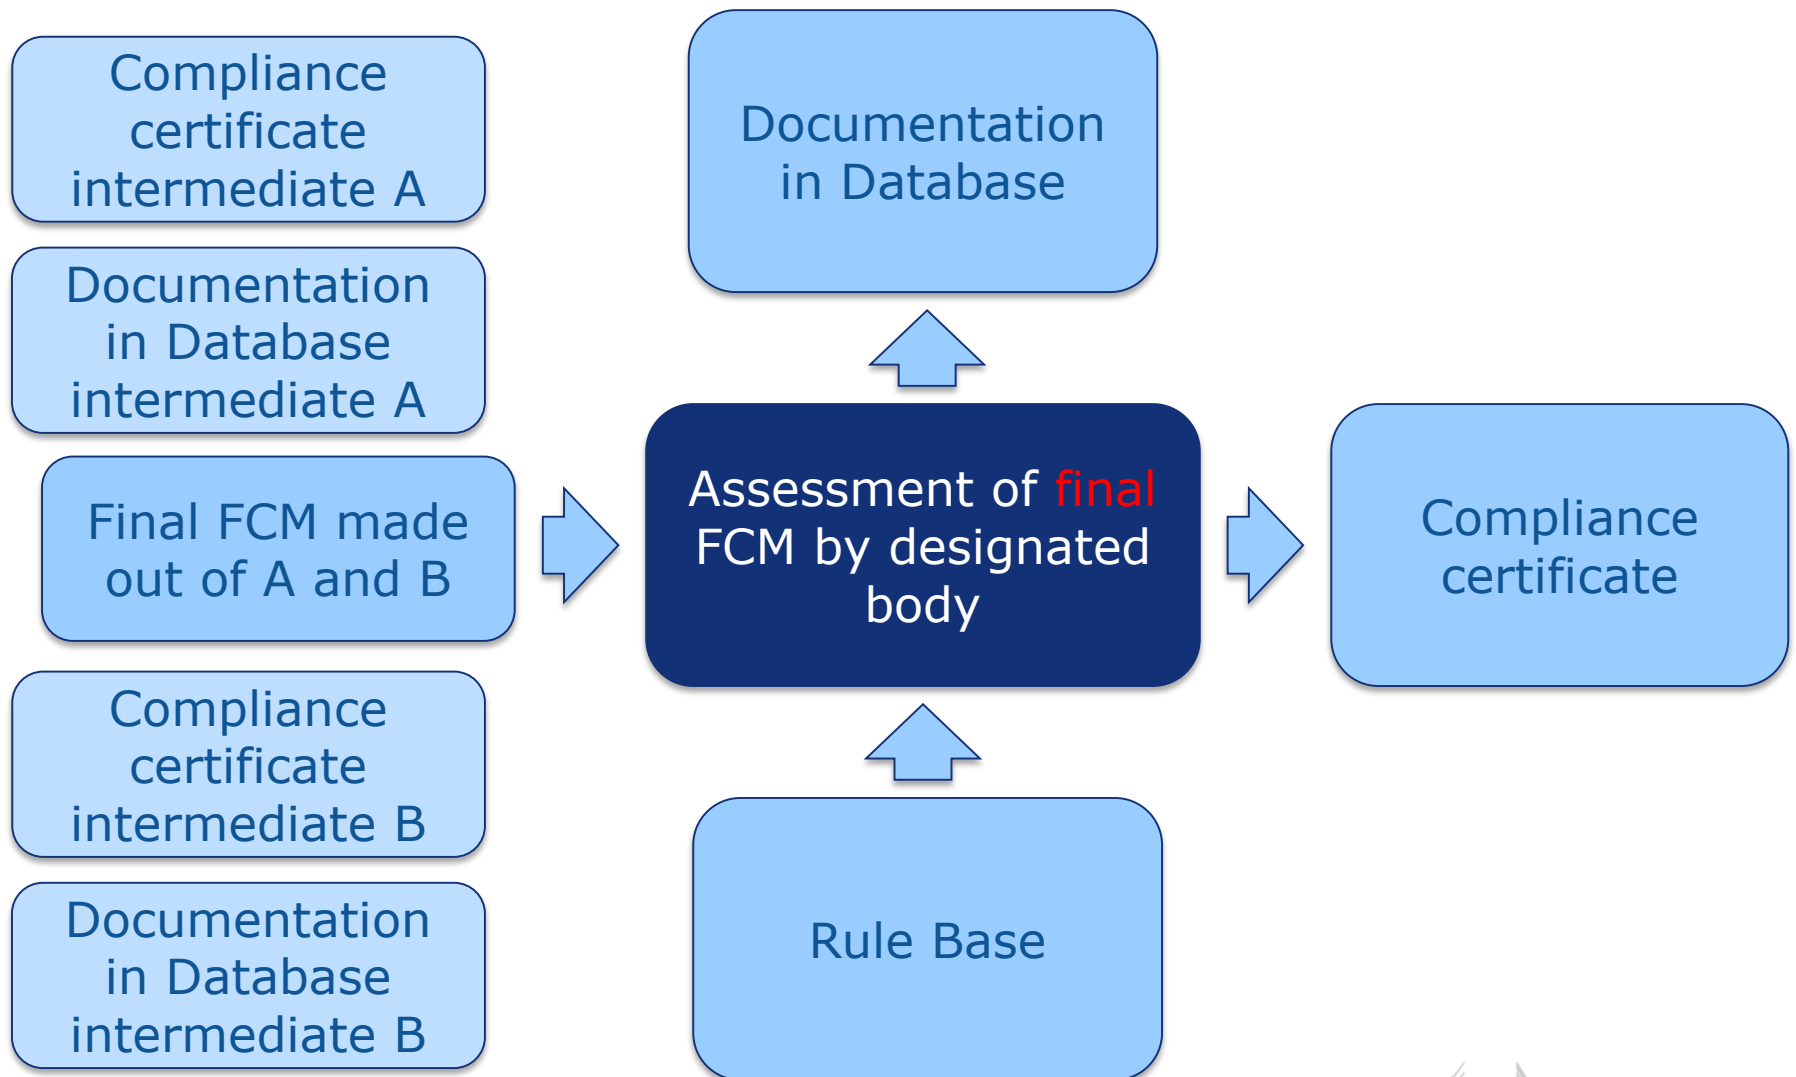 Compliance
certificate
intermediate A
Documentation
in Database
intermediate A
Final FCM made
out of A and B
Compliance
certificate
intermediate B
Documentation
in Database
intermediate B
Documentation
in Database
Assessment of final
FCM by designated
body
Rule Base
Compliance
certificate